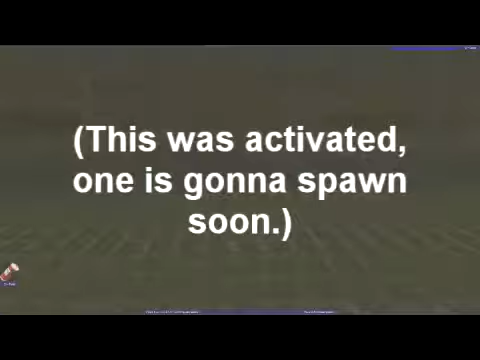 (This was activated,
one is gonna spawn
soon.)